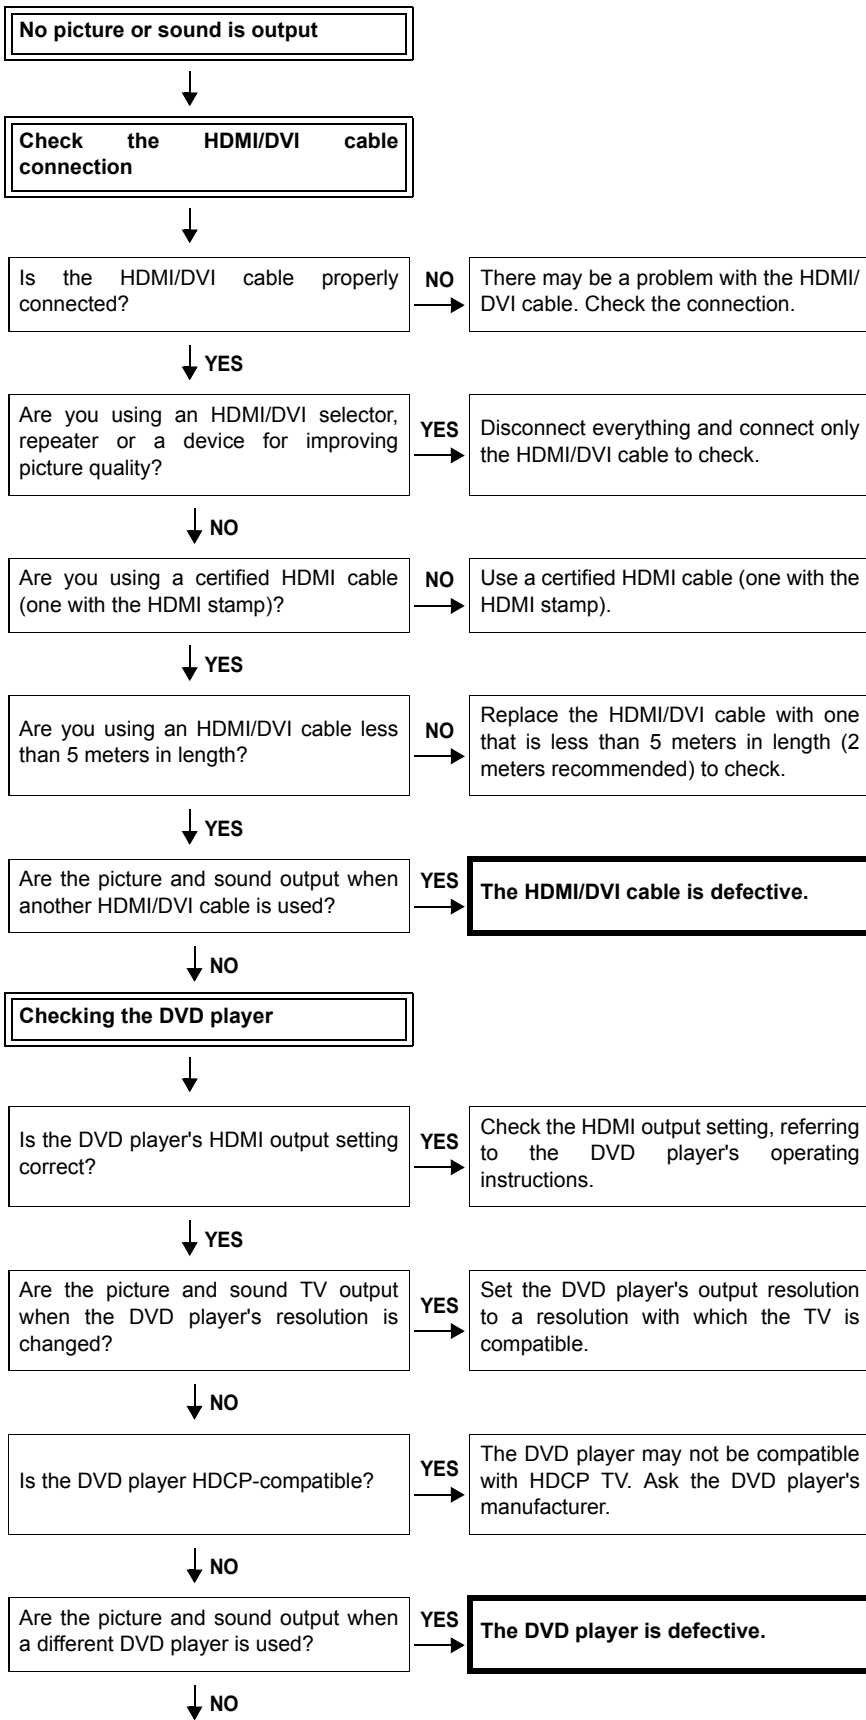 No picture or sound is output
Check the HDMI/DVI cable
connection
Is the HDMI/DVI cable properly
connected?
NO
There may be a problem with the HDMI/
DVI cable. Check the connection.
YES
Are you using an HDMI/DVI selector,
repeater or a device for improving
picture quality?
YES
Disconnect everything and connect only
the HDMI/DVI cable to check.
NO
Are you using a certified HDMI cable
(one with the HDMI stamp)?
NO
Use a certified HDMI cable (one with the
HDMI stamp).
YES
Are you using an HDMI/DVI cable less
than 5 meters in length?
NO
Replace the HDMI/DVI cable with one
that is less than 5 meters in length (2
meters recommended) to check.
YES
Are the picture and sound output when
another HDMI/DVI cable is used?
YES
The HDMI/DVI cable is defective.
NO
Checking the DVD player
Is the DVD player's HDMI output setting
correct?
YES
Check the HDMI output setting, referring
to the DVD player's operating
instructions.
YES
Are the picture and sound TV output
when the DVD player's resolution is
changed?
YES
Set the DVD player's output resolution
to a resolution with which the TV is
compatible.
NO
Is the DVD player HDCP-compatible?
YES
The DVD player may not be compatible
with HDCP TV. Ask the DVD player's
manufacturer.
NO
Are the picture and sound output when
a different DVD player is used?
YES
The DVD player is defective.
NO